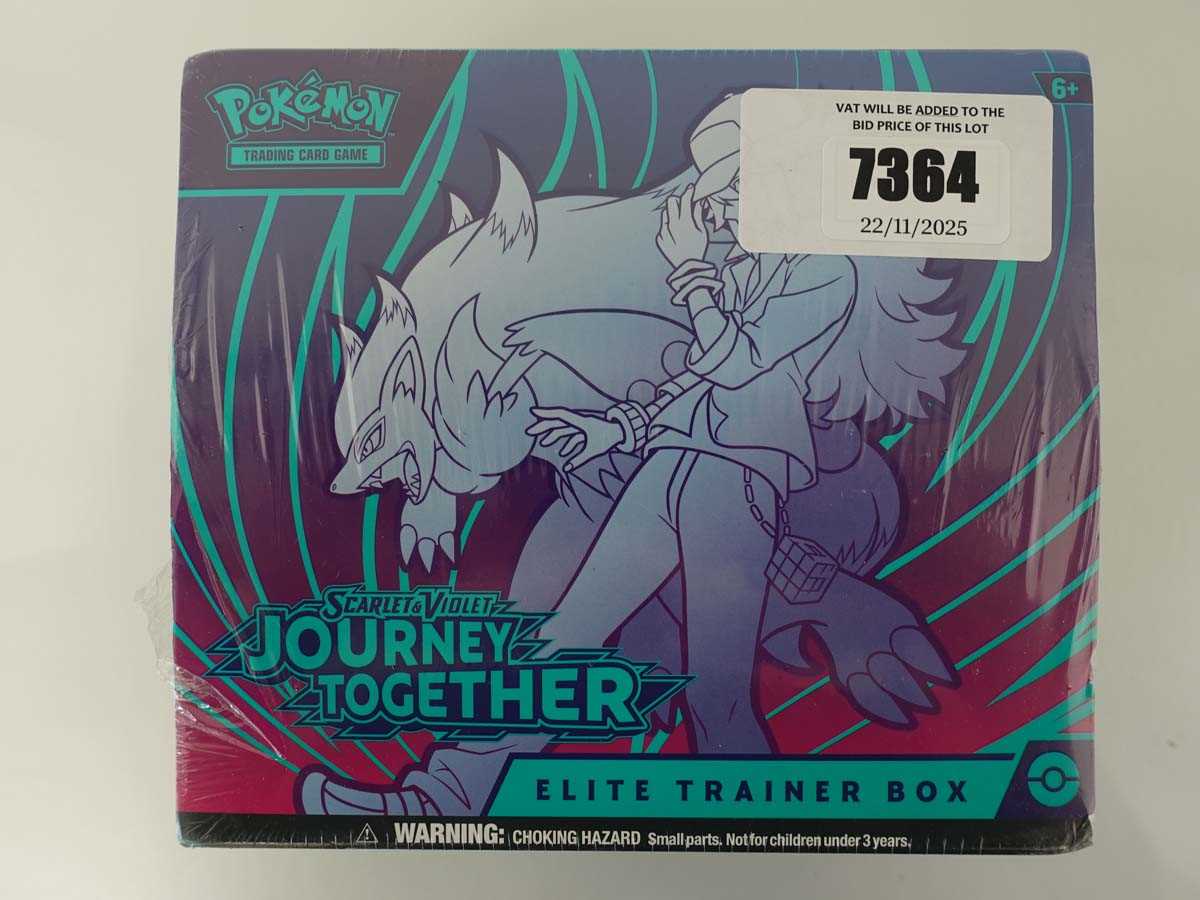 POKéMON
TRADING CARD GAME
6+
VAT WILL BE ADDED TO THE
BID PRICE OF THIS LOT
7364
22/11/2025
SCARLET & VIOLET
JOURNEY
TOGETHER
ELITE TRAINER BOX
WARNING: CHOKING HAZARD Small parts. Not for children under 3 years.